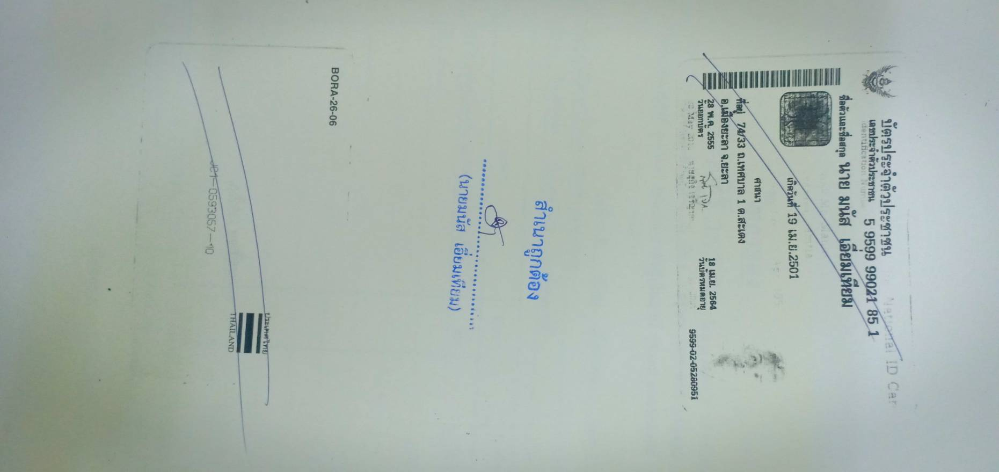 บัตรประจำตัวประชาชน National ID Car
เลขประจำตัวประชาชน 5 9599 99021 85 1
Identification Num
ชื่อตัวและชื่อสกุล นาย มนัส เอี่ยมเทียม
เกิดวันที่ 19 เม.ย.2501
ศาสนา
ที่อยู่ 74/33 ถ.เทศบาล 1 ต.สะเตง
อ.เมืองยะลา จ.ยะลา
28 พ.ค. 2555
วันออกบัตร
18 เม.ย. 2564
วันบัตรหมดอายุ
9599-02-05280951
สำเนาถูกต้อง
(นายมนัส เอี่ยมเทียม)
BORA-26-06
ประเทศไทย
THAILAND
JC1-0593057-10